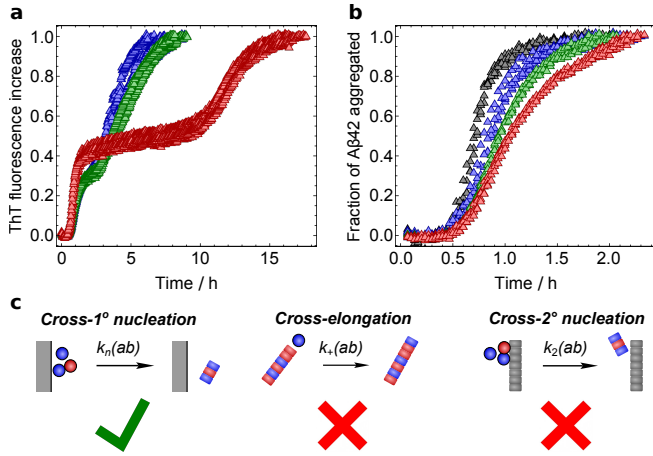 a
b
ThT fluorescence increase
1.0
0.8
0.6
0.4
0.2
0.0
0 5 10 15
Time / h
Fraction of Aβ42 aggregated
1.0
0.8
0.6
0.4
0.2
0.0
0.0 0.5 1.0 1.5 2.0
Time / h
c
Cross-1º nucleation
kn(ab)
Cross-elongation
k+(ab)
Cross-2° nucleation
k2(ab)